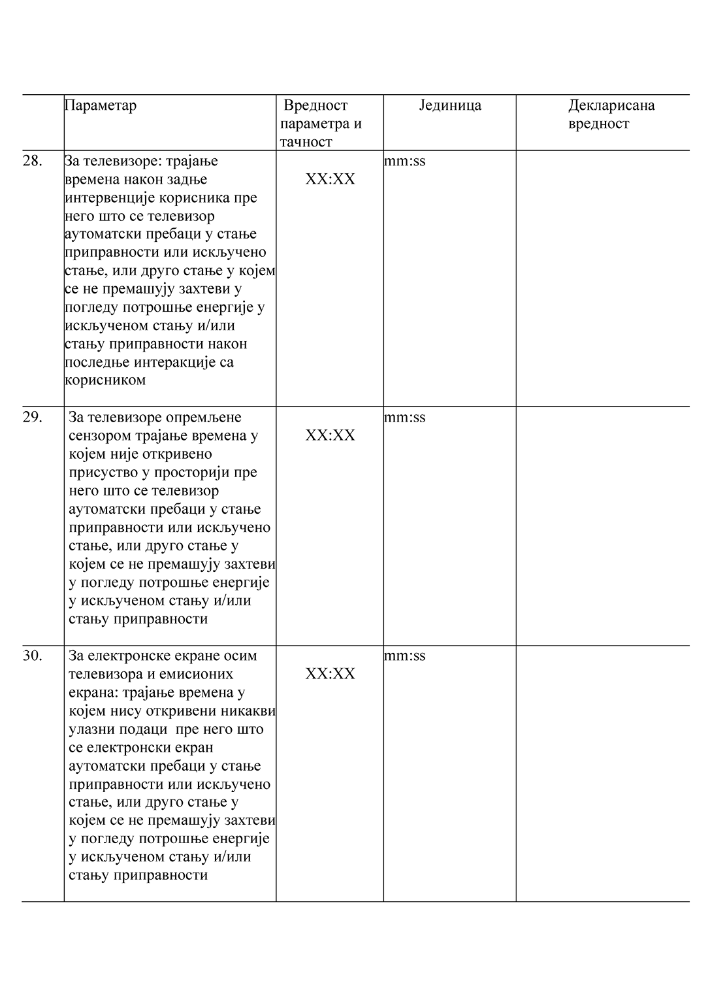 Параметар
Вредност
параметра и
тачност
Јединица
Декларисана
вредност
28.
За телевизоре: трајање
времена након задње
интервенције корисника пре
него што се телевизор
аутоматски пребаци у стање
приправности или искључено
стање, или друго стање у којем
се не премашују захтеви у
погледу потрошње енергије у
искљученом стању и/или
стању приправности након
последње интеракције са
корисником
XX:XX
mm:ss
29.
За телевизоре опремљене
сензором трајање времена у
којем није откривено
присуство у просторији пре
него што се телевизор
аутоматски пребаци у стање
приправности или искључено
стање, или друго стање у
којем се не премашују захтеви
у погледу потрошње енергије
у искљученом стању и/или
стању приправности
XX:XX
mm:ss
30.
За електронске екране осим
телевизора и емисионих
екрана: трајање времена у
којем нису откривени никакви
улазни подаци  пре него што
се електронски екран
аутоматски пребаци у стање
приправности или искључено
стање, или друго стање у
којем се не премашују захтеви
у погледу потрошње енергије
у искљученом стању и/или
стању приправности
XX:XX
mm:ss